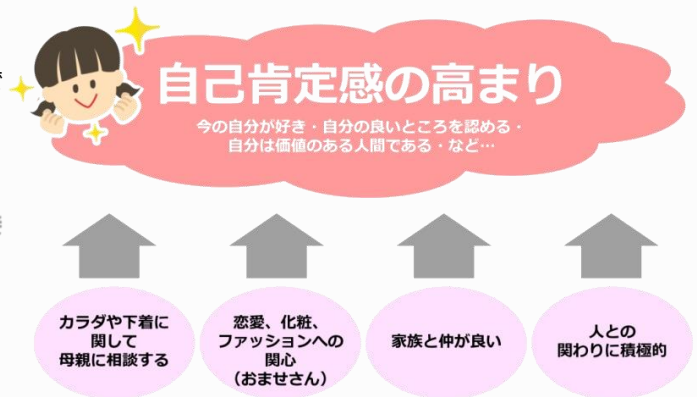 自己肯定感の高まり
今の自分が好き・自分の良いところを認める・
自分は価値のある人間である・など…
カラダや下着に
関して
母親に相談する
恋愛、化粧、
ファッションへの
関心
（おませさん）
家族と仲が良い
人との
関わりに積極的